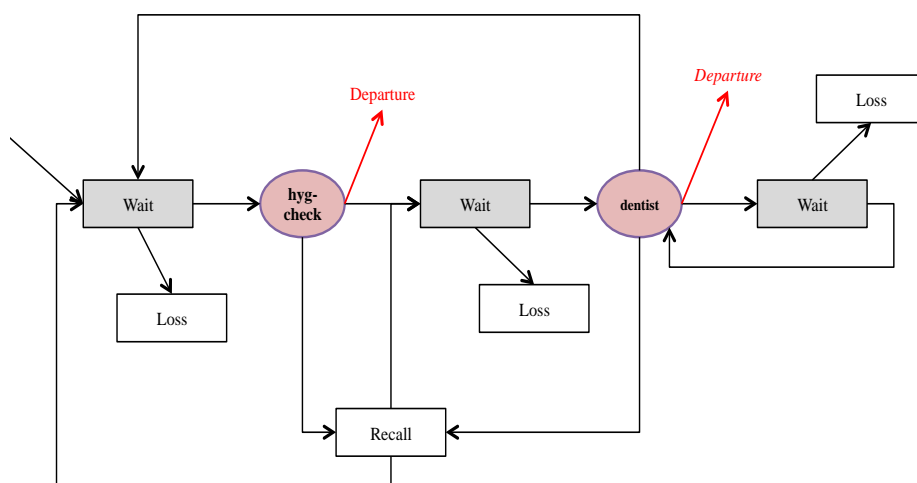 Departure
Departure
Loss
Wait
hyg-
check
Wait
dentist
Wait
Loss
Loss
Recall